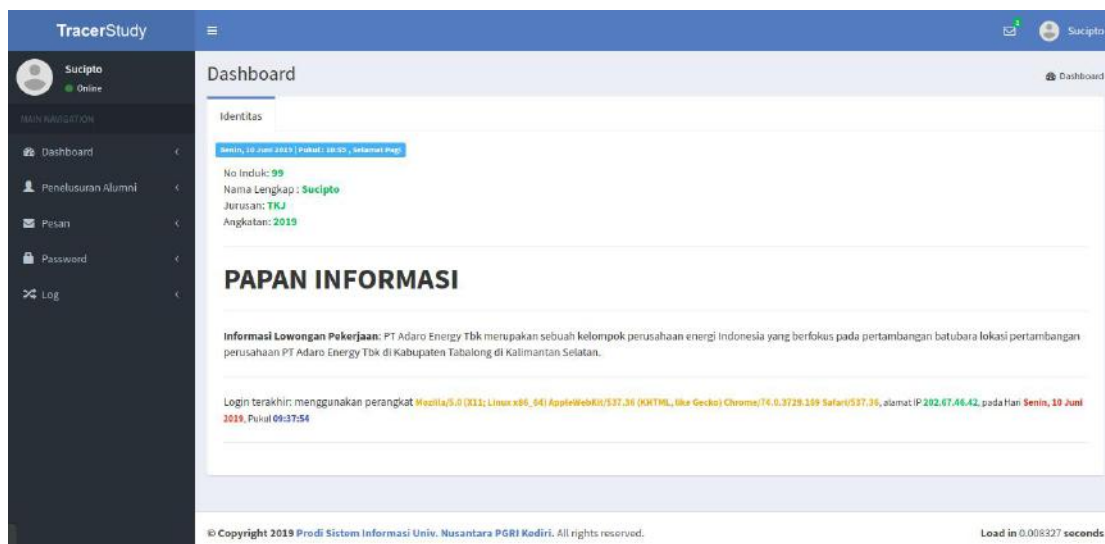 TracerStudy
Sucipto
Sucipto
Online
Dashboard
Dashboard
MAIN NAVIGATION
Identitas
Dashboard
Senin, 10 Juni 2019 | Pukul: 10:55 , Selamat Pagi
No Induk: 99
Penelusuran Alumni
Nama Lengkap : Sucipto
Jurusan: TKJ
Pesan
Angkatan: 2019
Password
PAPAN INFORMASI
Log
Informasi Lowongan Pekerjaan: PT Adaro Energy Tbk merupakan sebuah kelompok perusahaan energi Indonesia yang berfokus pada pertambangan batubara lokasi pertambangan
perusahaan PT Adaro Energy Tbk di Kabupaten Tabalong di Kalimantan Selatan.
Login terakhir: menggunakan perangkat Mozilla/5.0 (X11; Linux x86_64) AppleWebKit/537.36 (KHTML, like Gecko) Chrome/74.0.3729.169 Safari/537.36, alamat IP 202.67.46.42, pada Hari Senin, 10 Juni
2019, Pukul 09:37:54
© Copyright 2019 Prodi Sistem Informasi Univ. Nusantara PGRI Kediri. All rights reserved.
Load in 0.008327 seconds